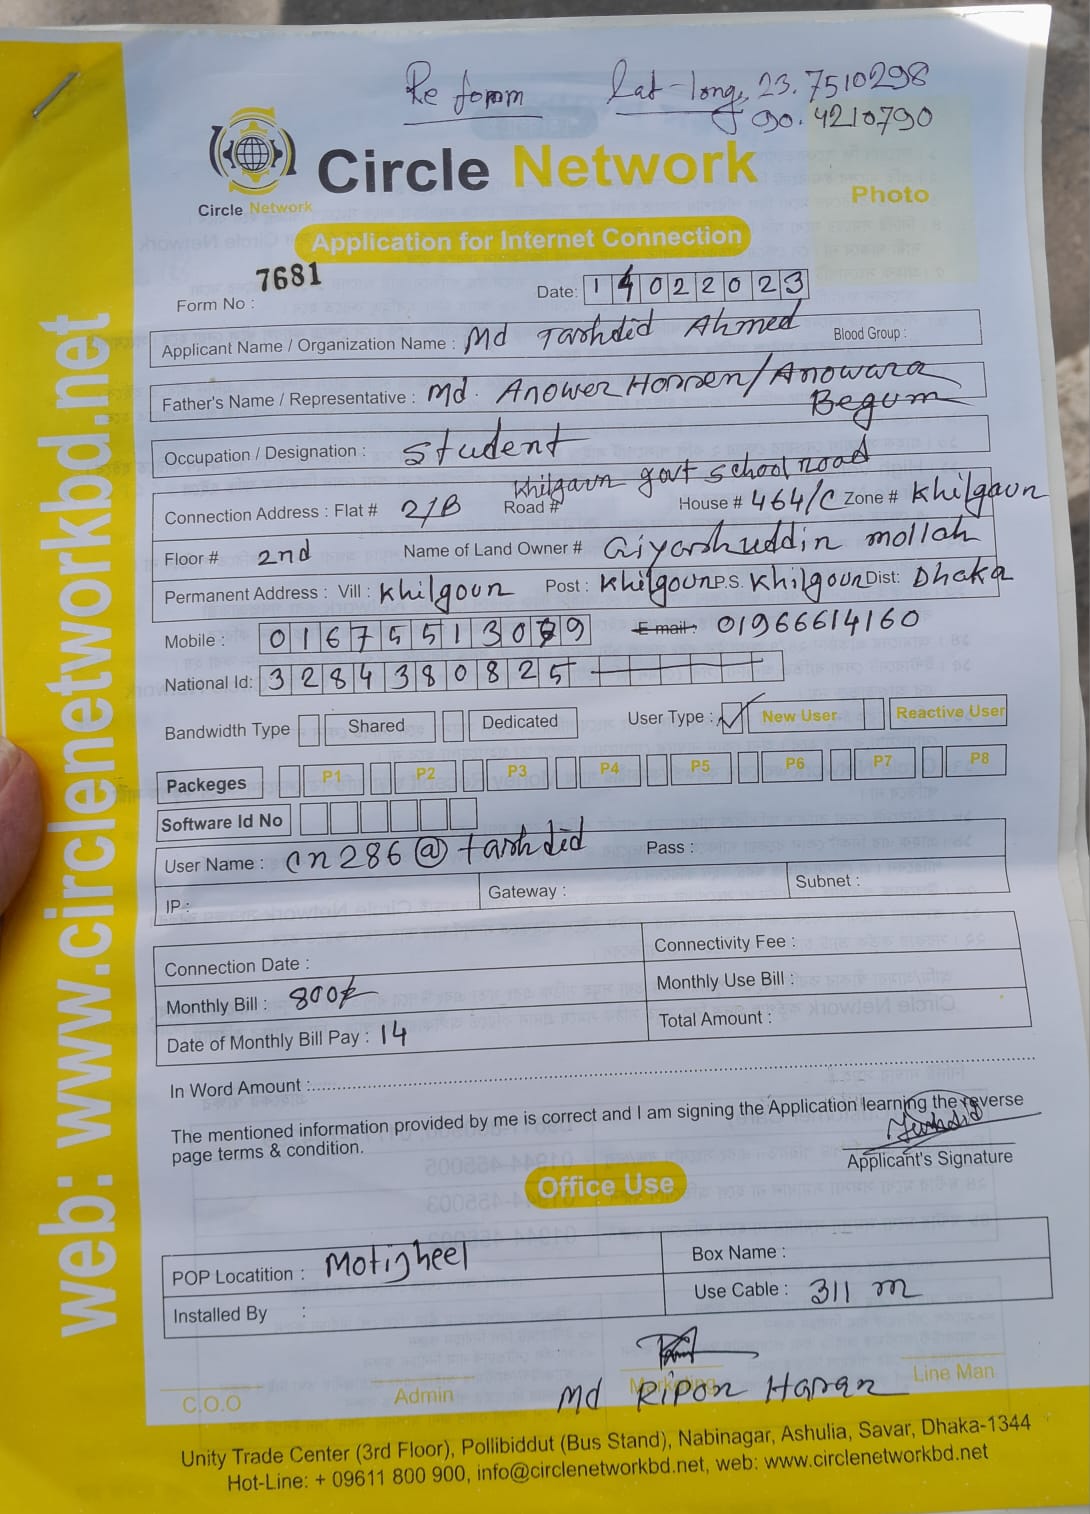 Re form lat-long, 23.7510298
90.4210790
Circle Network
Circle Network
Photo
Application for Internet Connection
Form No : 7681 Date: 14022023
Applicant Name / Organization Name : Md Tashdid Ahmed Blood Group :
Father's Name / Representative : Md. Anower Hossen/Anowara
Begum
Occupation / Designation : Student
Khilgaon govt school road
Connection Address : Flat # 2/B Road # House # 464/C Zone # Khilgaon
Floor # 2nd Name of Land Owner # Giyashuddin mollah
Permanent Address : Vill : Khilgoun Post : Khilgoun P.S. Khilgoun Dist: Dhaka
Mobile : 01675513079 E-mail : 01966614160
National Id: 3284380825
Bandwidth Type Shared Dedicated User Type : ✓ New User Reactive User
Packeges P1 P2 P3 P4 P5 P6 P7 P8
Software Id No
User Name : cn286@tashdid Pass :
IP : Gateway : Subnet :
Connection Date : Connectivity Fee :
Monthly Bill : 800/- Monthly Use Bill :
Date of Monthly Bill Pay : 14 Total Amount :
In Word Amount :
The mentioned information provided by me is correct and I am signing the Application learning the reverse
page terms & condition.
Tashdid
Applicant's Signature
Office Use
POP Locatition : Motijheel Box Name :
Installed By : Use Cable : 311 m
C.O.O Admin Marketing Line Man
Md Ripon Hasan
Unity Trade Center (3rd Floor), Pollibiddut (Bus Stand), Nabinagar, Ashulia, Savar, Dhaka-1344
Hot-Line: + 09611 800 900, info@circlenetworkbd.net, web: www.circlenetworkbd.net
web: www.circlenetworkbd.net